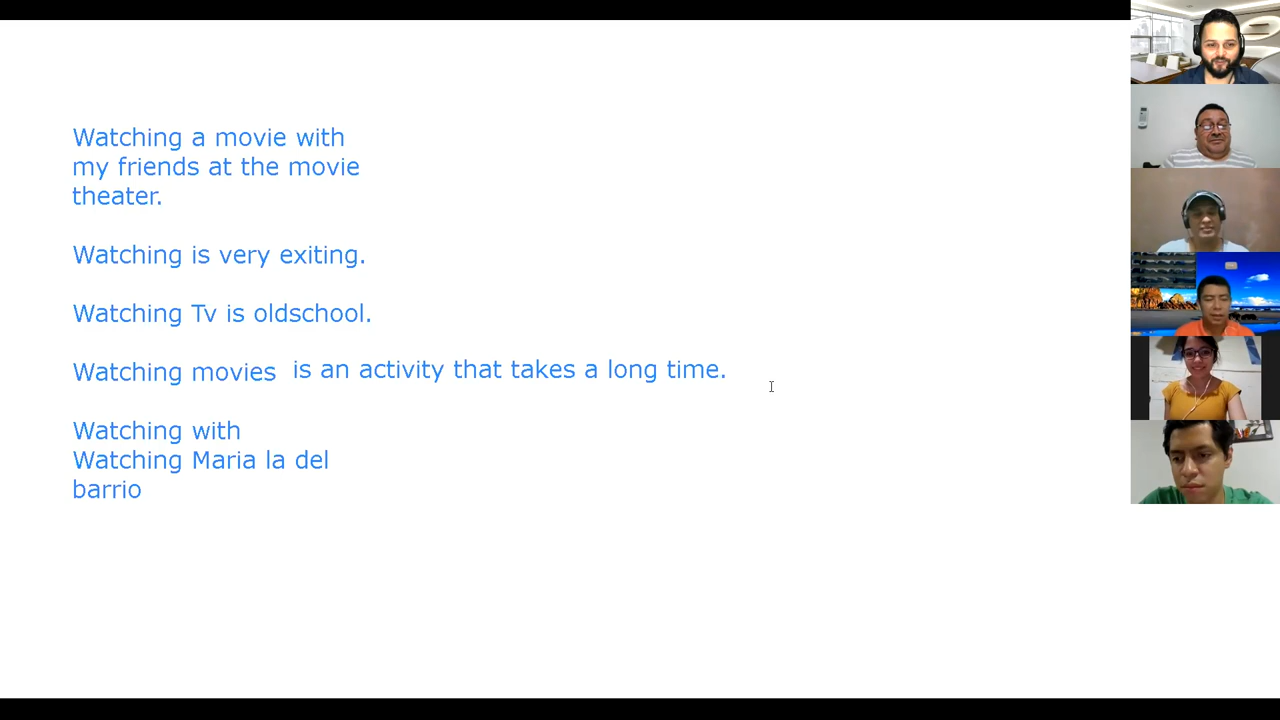 Watching a movie with
my friends at the movie
theater.
Watching is very exiting.
Watching Tv is oldschool.
Watching movies is an activity that takes a long time.
Watching with
Watching Maria la del
barrio